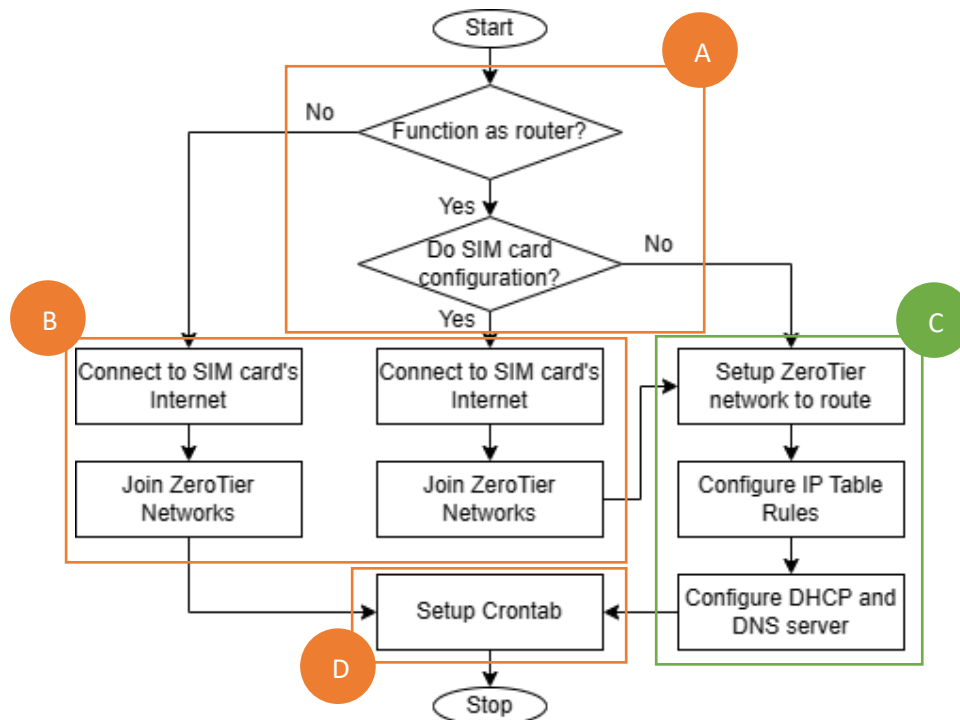 Start
A
No
Function as router?
Yes
Do SIM card
configuration?
No
Yes
B
C
Connect to SIM card's
Internet
Connect to SIM card's
Internet
Setup ZeroTier
network to route
Join ZeroTier
Networks
Join ZeroTier
Networks
Configure IP Table
Rules
Setup Crontab
Configure DHCP and
DNS server
D
Stop